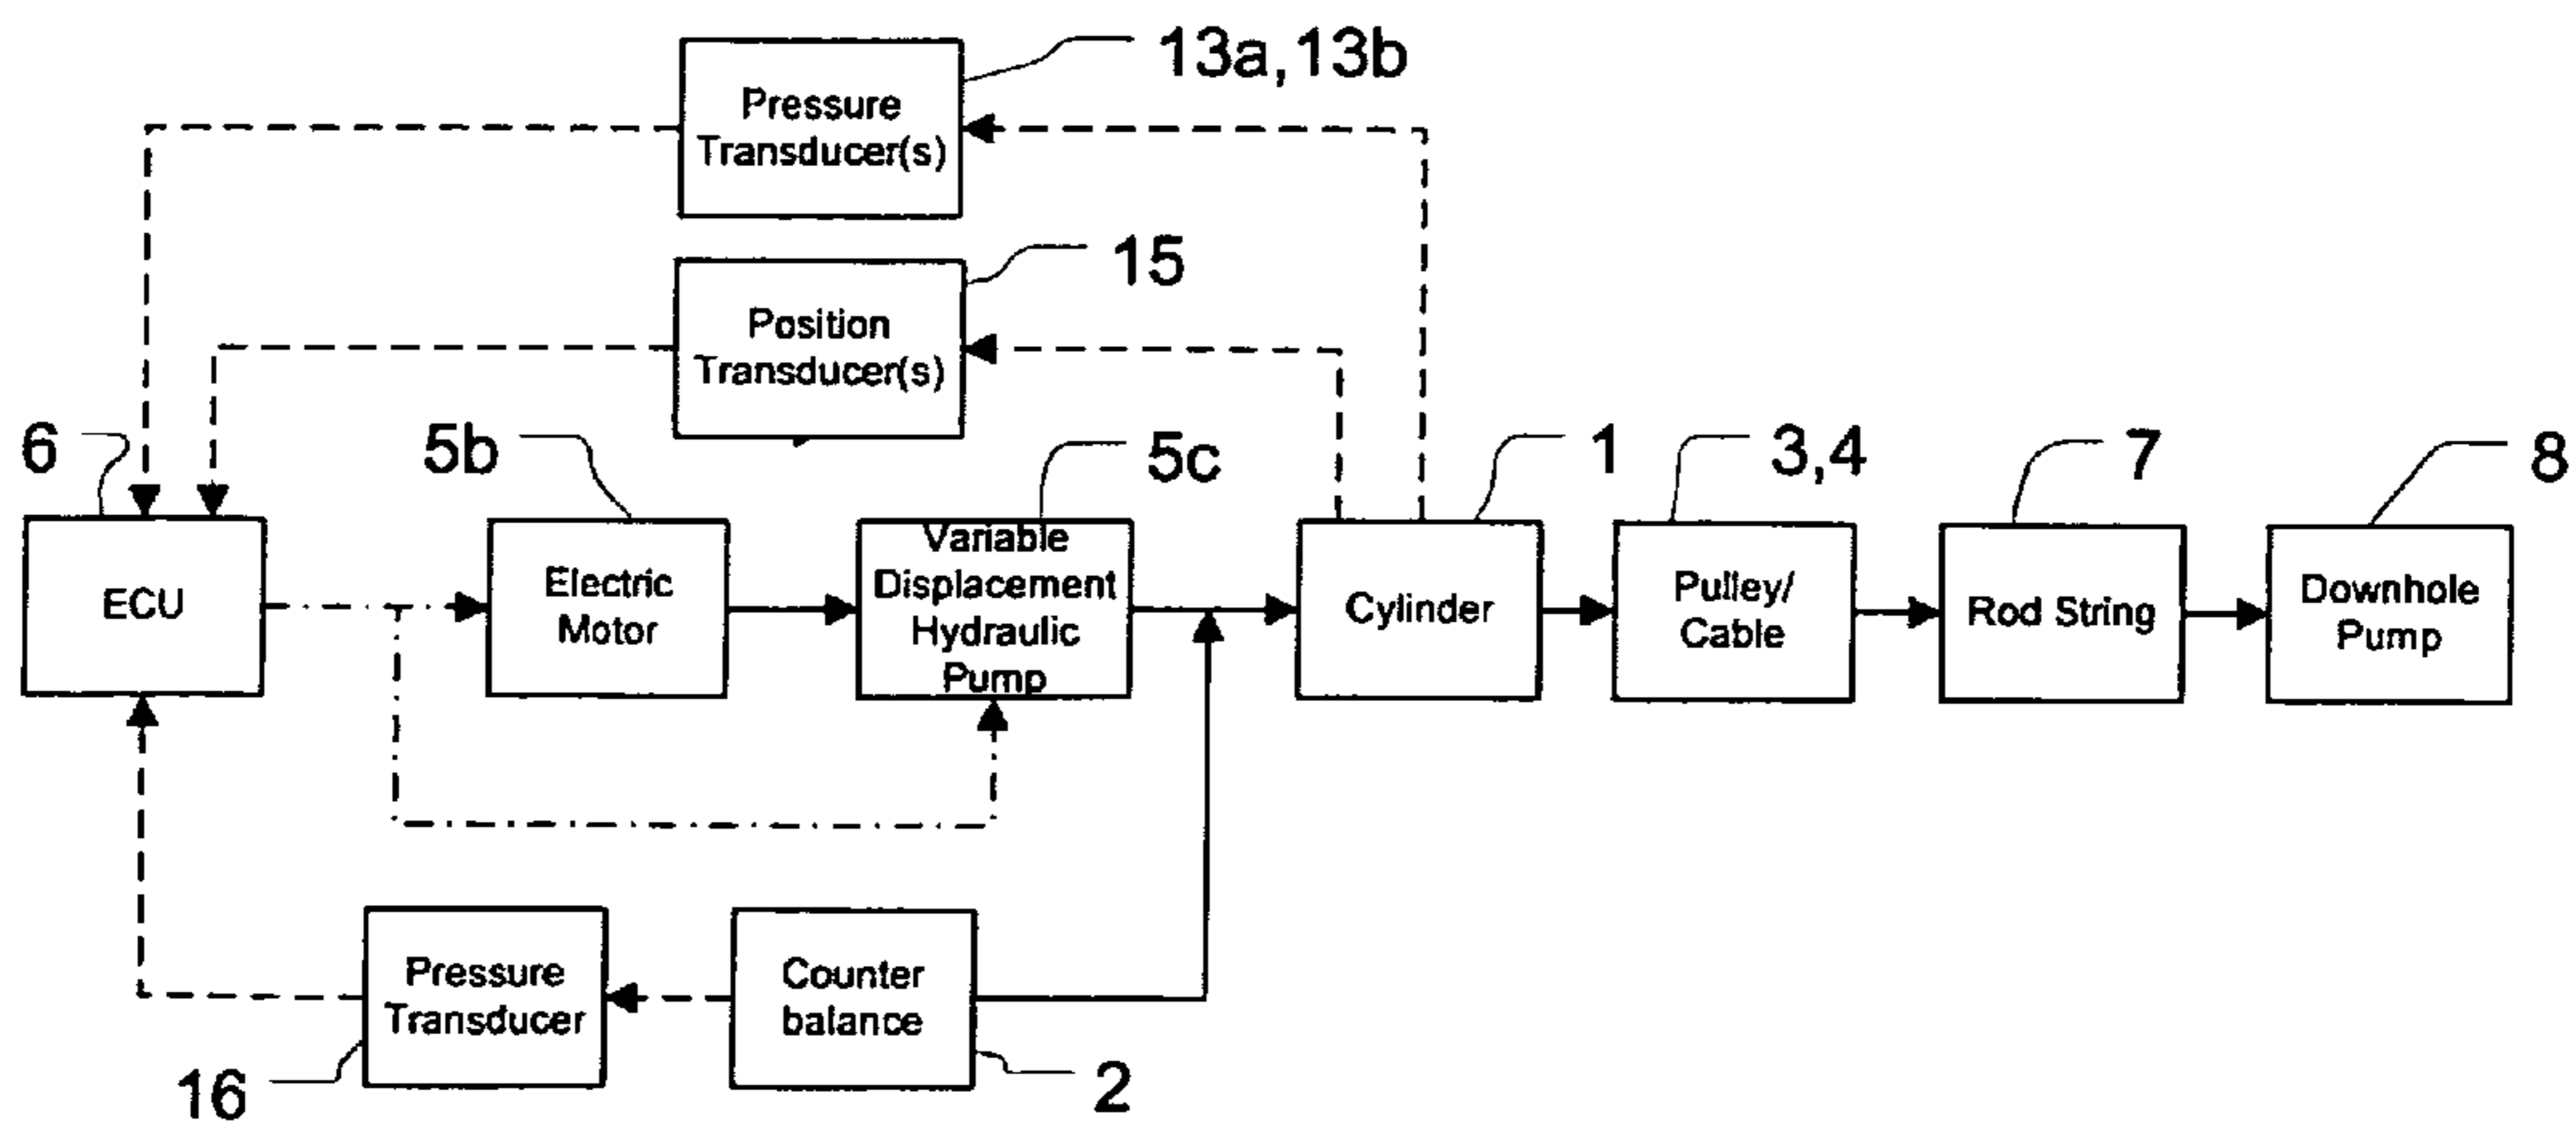 13a,13b
Pressure
Transducer(s)
15
Position
Transducer(s)
6
5b
5c
1
3,4
7
8
ECU
Electric
Motor
Variable
Displacement
Hydraulic
Pump
Cylinder
Pulley/
Cable
Rod String
Downhole
Pump
Pressure
Transducer
Counter
balance
16
2